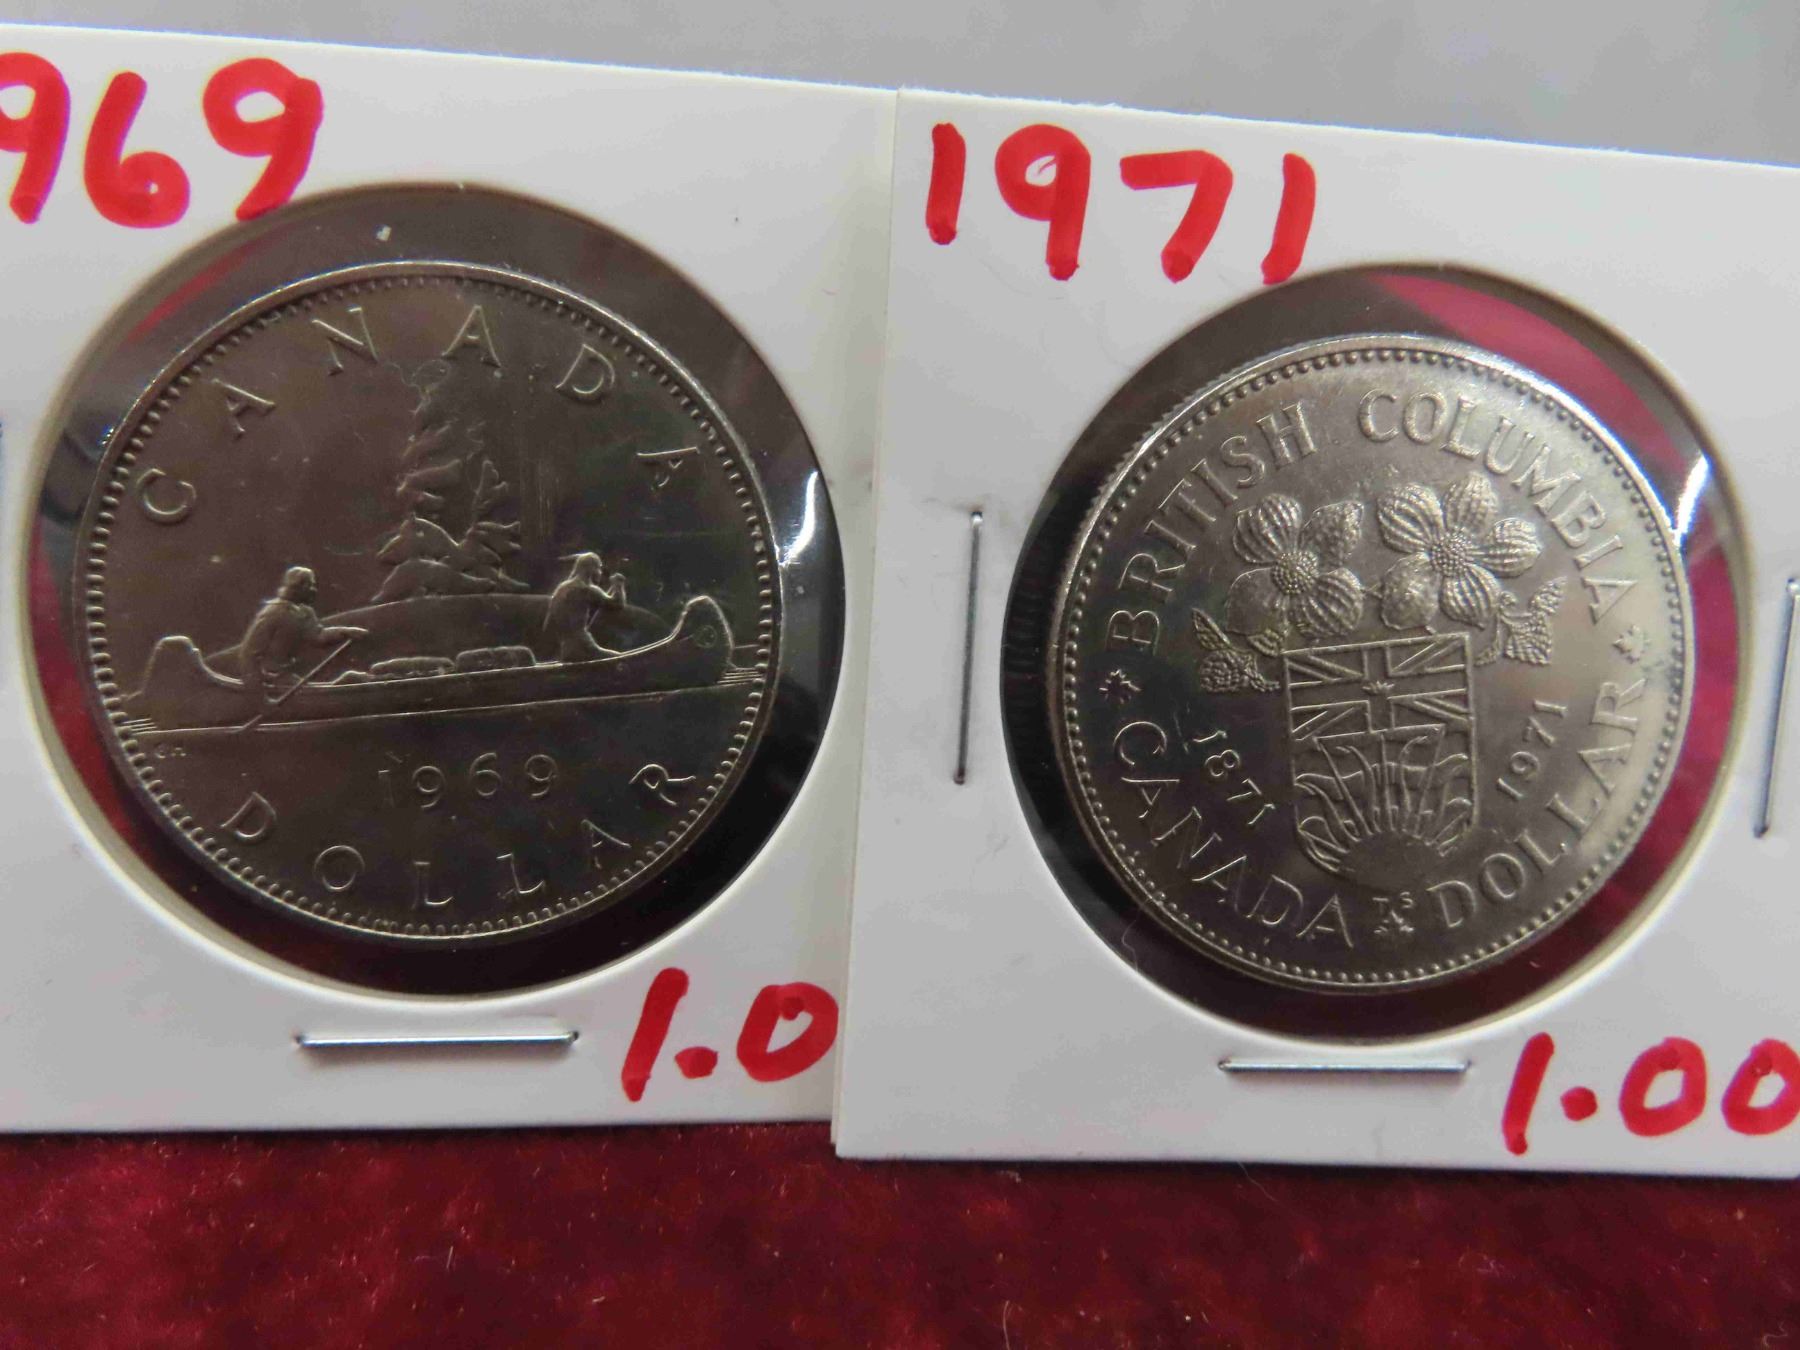 969
CANADA
1969
DOLLAR
1.0
1971
BRITISH COLUMBIA
1871
1971
CANADA
DOLLAR
1.00